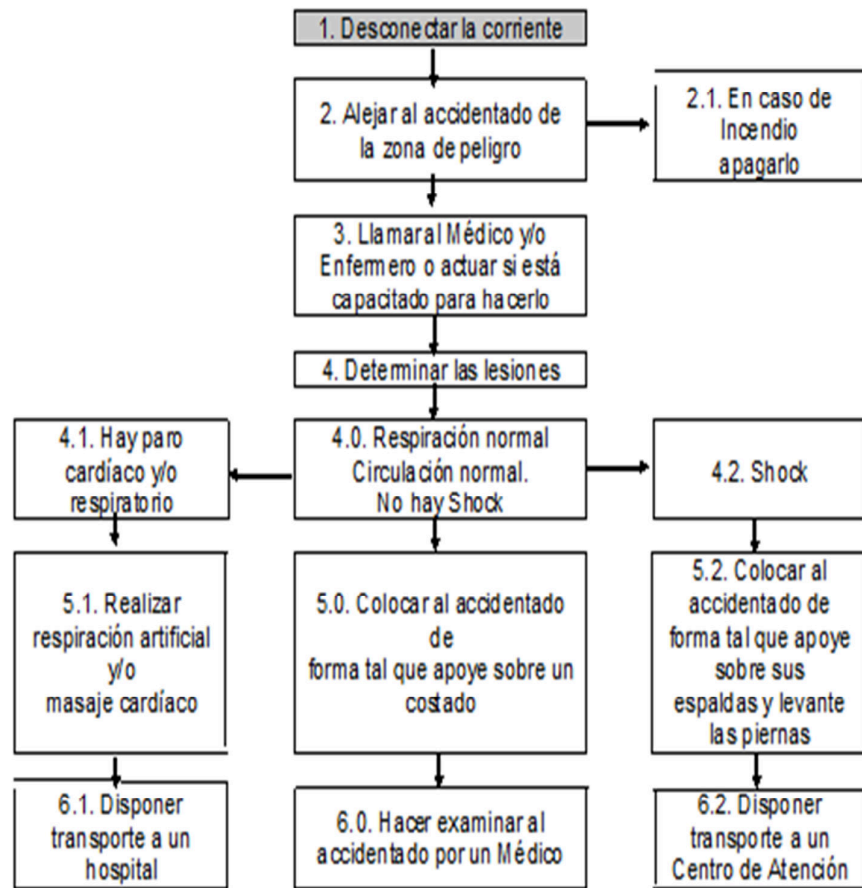 1. Desconectar la corriente
2. Alejar al accidentado de
la zona de peligro
2.1. En caso de
Incendio
apagarlo
3. Llamar al Médico y/o
Enfermero o actuar si está
capacitado para hacerlo
4. Determinar las lesiones
4.1. Hay paro
cardíaco y/o
respiratorio
4.0. Respiración normal
Circulación normal.
No hay Shock
4.2. Shock
5.1. Realizar
respiración artificial
y/o
masaje cardíaco
5.0. Colocar al accidentado
de
forma tal que apoye sobre un
costado
5.2. Colocar al
accidentado de
forma tal que apoye
sobre sus
espaldas y levante
las piernas
6.1. Disponer
transporte a un
hospital
6.0. Hacer examinar al
accidentado por un Médico
6.2. Disponer
transporte a un
Centro de Atención